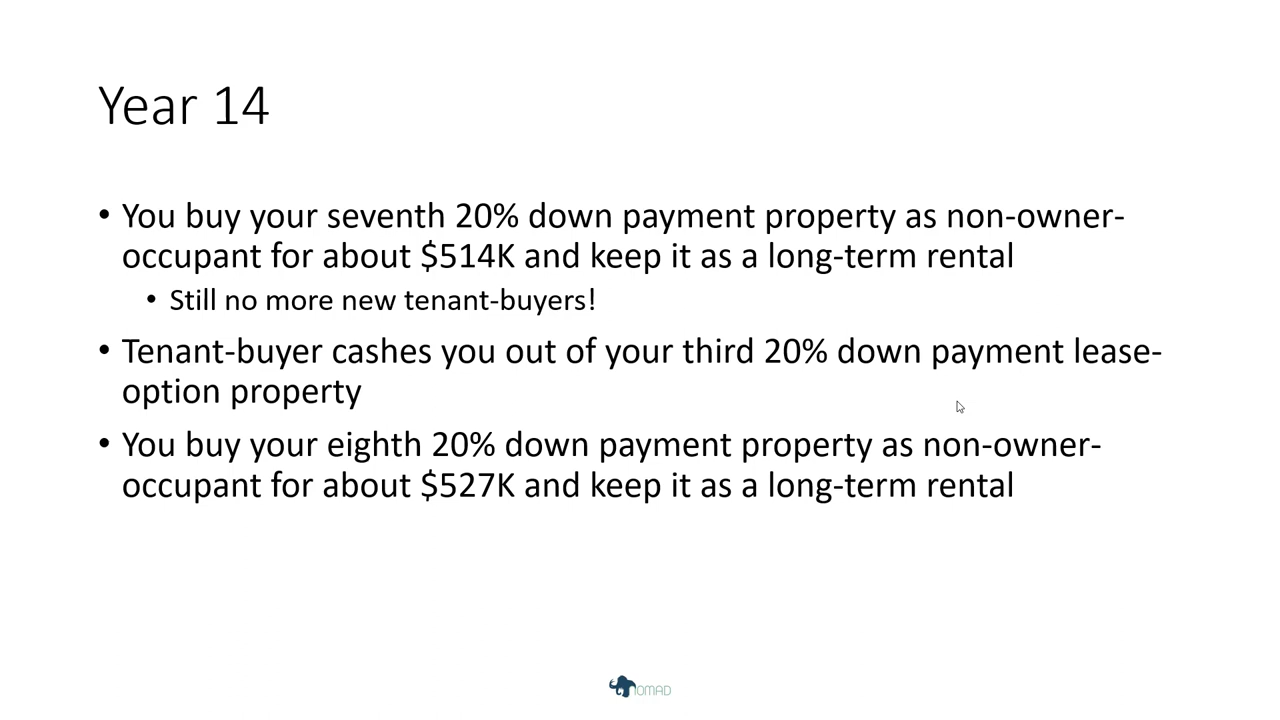 Year 14
• You buy your seventh 20% down payment property as non-owner-
occupant for about $514K and keep it as a long-term rental
• Still no more new tenant-buyers!
• Tenant-buyer cashes you out of your third 20% down payment lease-
option property
• You buy your eighth 20% down payment property as non-owner-
occupant for about $527K and keep it as a long-term rental
NOMAD